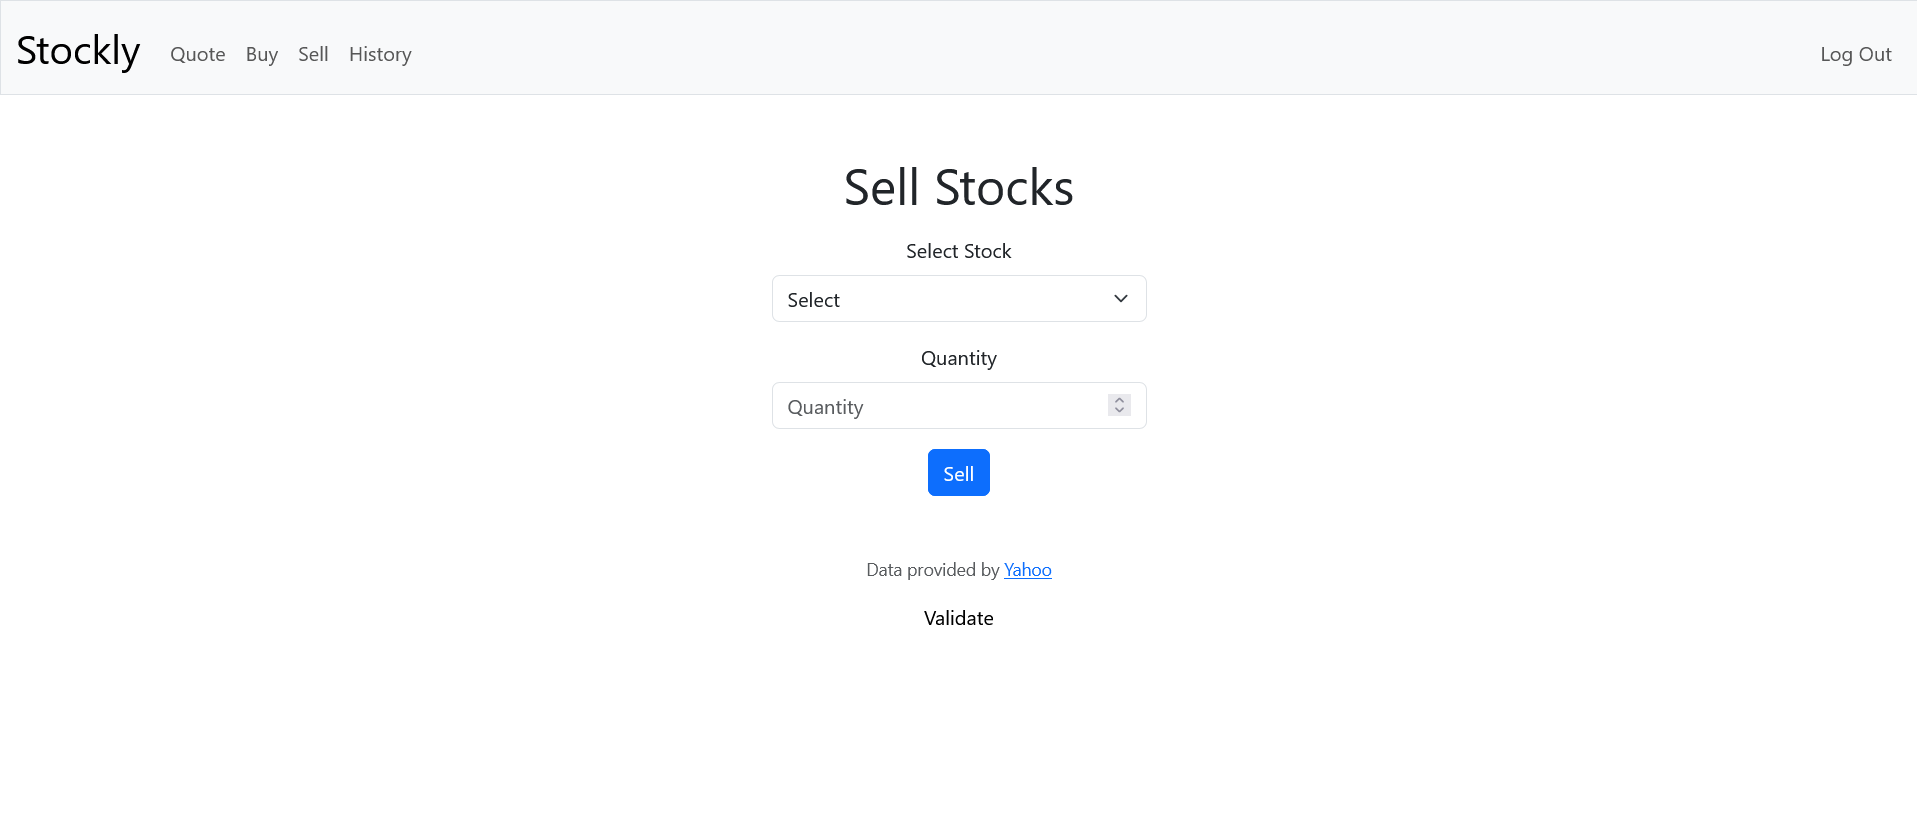 Stockly Quote Buy Sell History Log Out
Sell Stocks
Select Stock
Select
Quantity
Quantity
Sell
Data provided by Yahoo
Validate